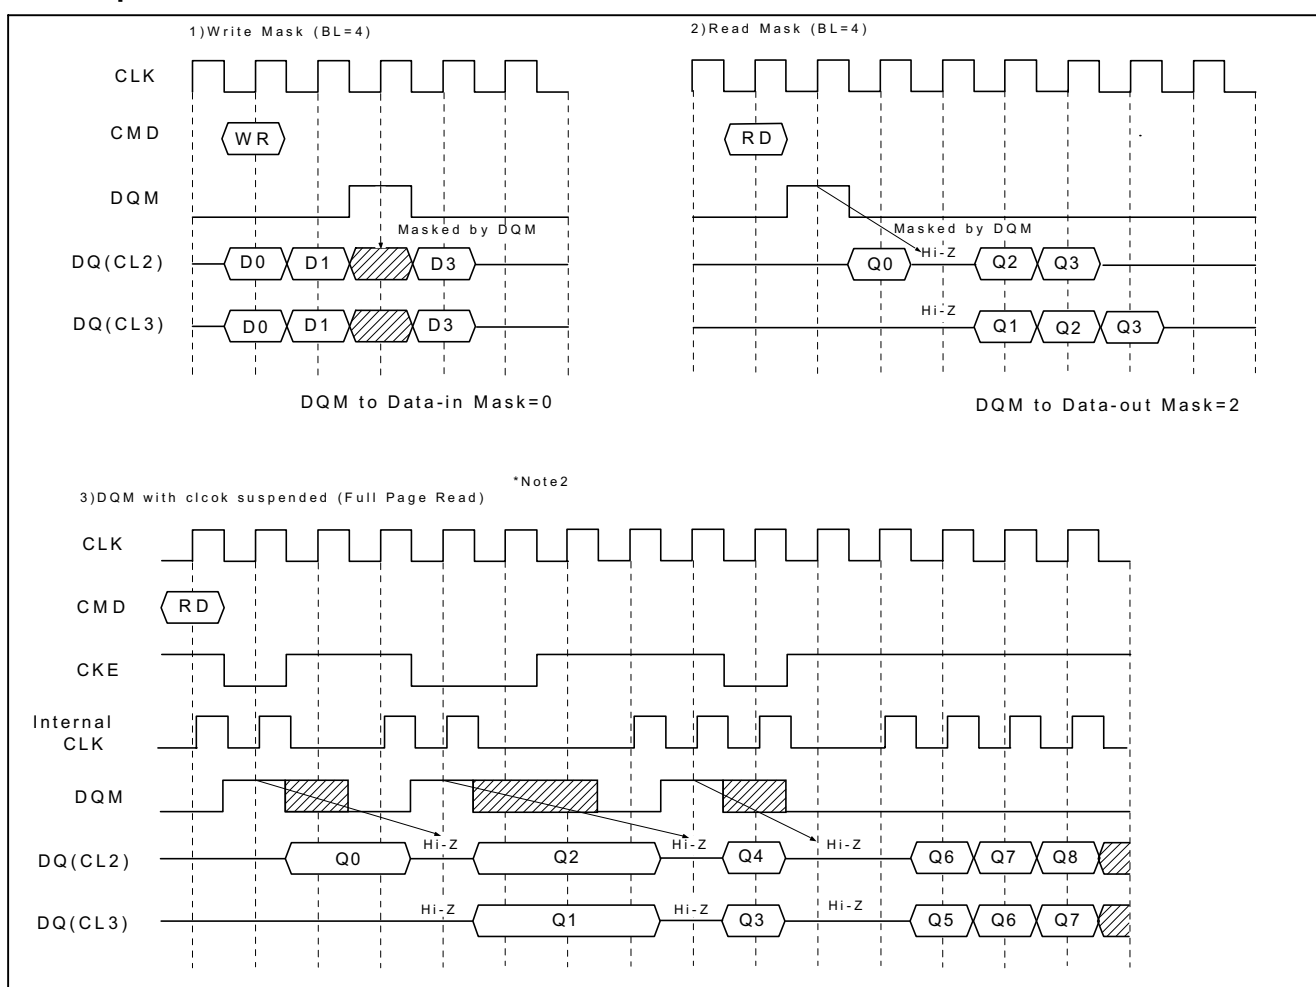 1)Write Mask (BL=4)
2)Read Mask (BL=4)
CLK
CMD
WR
RD
DQM
Masked by DQM
Masked by DQM
DQ(CL2)
D0 D1 D3
Q0 Hi-Z Q2 Q3
DQ(CL3)
D0 D1 D3
Hi-Z Q1 Q2 Q3
DQM to Data-in Mask=0
DQM to Data-out Mask=2
*Note2
3)DQM with clcok suspended (Full Page Read)
CLK
CMD
RD
CKE
Internal
CLK
DQM
DQ(CL2)
Q0 Hi-Z Q2 Hi-Z Q4 Hi-Z Q6 Q7 Q8
DQ(CL3)
Hi-Z Q1 Hi-Z Q3 Hi-Z Q5 Q6 Q7